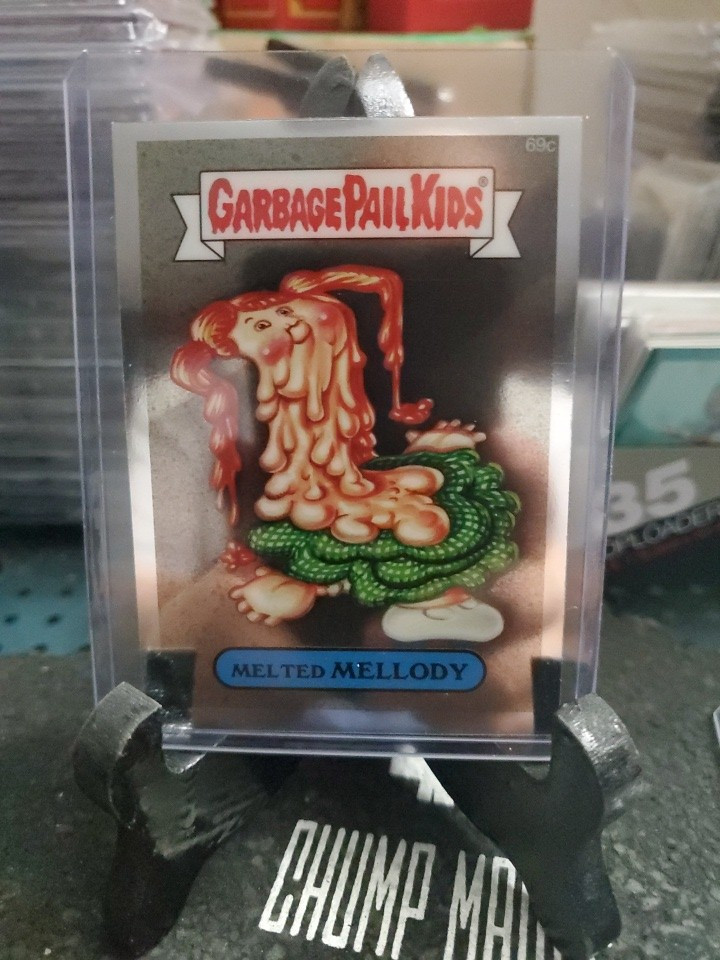 69c
GARBAGE PAIL KIDS®
MELTED MELLODY
35
CHUMP